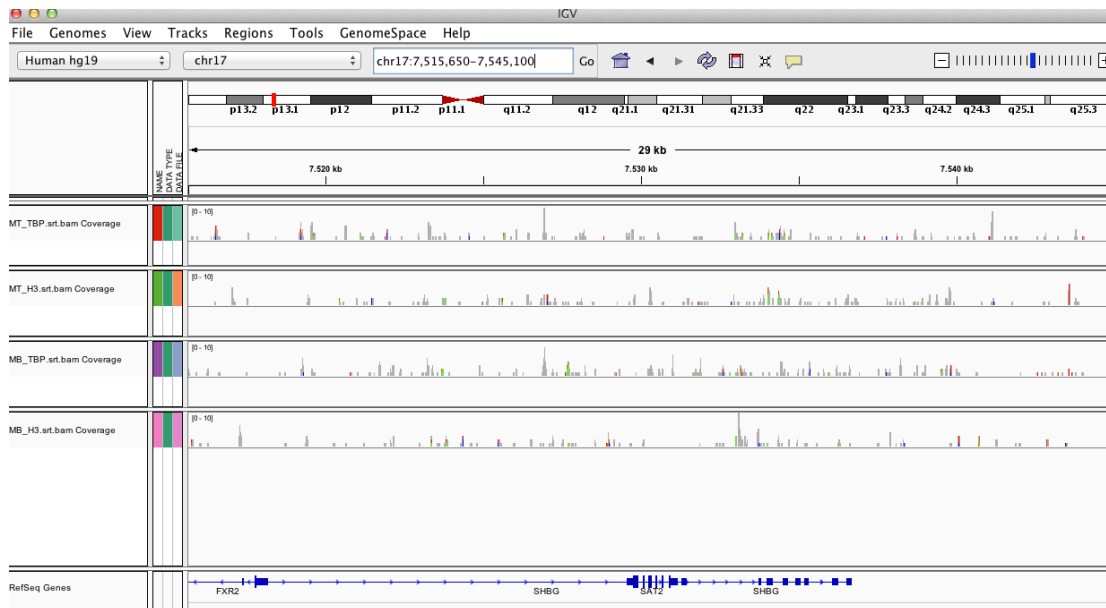 IGV
File Genomes View Tracks Regions Tools GenomeSpace Help
Human hg19 chr17 chr17:7,515,650-7,545,100 Go
p13.2 p13.1 p12 p11.2 p11.1 q11.2 q12 q21.1 q21.31 q21.33 q22 q23.1 q23.3 q24.2 q24.3 q25.1 q25.3
29 kb
7.520 kb 7.530 kb 7.540 kb
NAME
DATA TYPE
DATA FILE
MT_TBP.srt.bam Coverage [0 - 10]
MT_H3.srt.bam Coverage [0 - 10]
MB_TBP.srt.bam Coverage [0 - 10]
MB_H3.srt.bam Coverage [0 - 10]
RefSeq Genes
FXR2 SHBG SAT2 SHBG